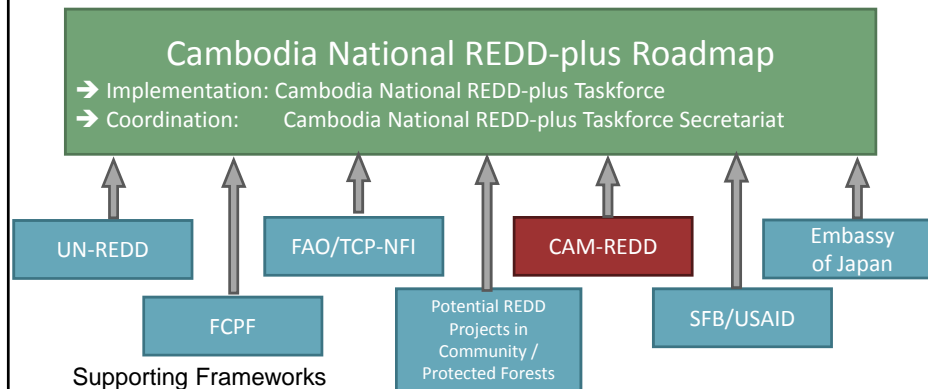 Cambodia National REDD-plus Roadmap
➔ Implementation: Cambodia National REDD-plus Taskforce
➔ Coordination: Cambodia National REDD-plus Taskforce Secretariat
UN-REDD
FAO/TCP-NFI
CAM-REDD
Embassy
of Japan
FCPF
Potential REDD
Projects in
Community /
Protected Forests
SFB/USAID
Supporting Frameworks